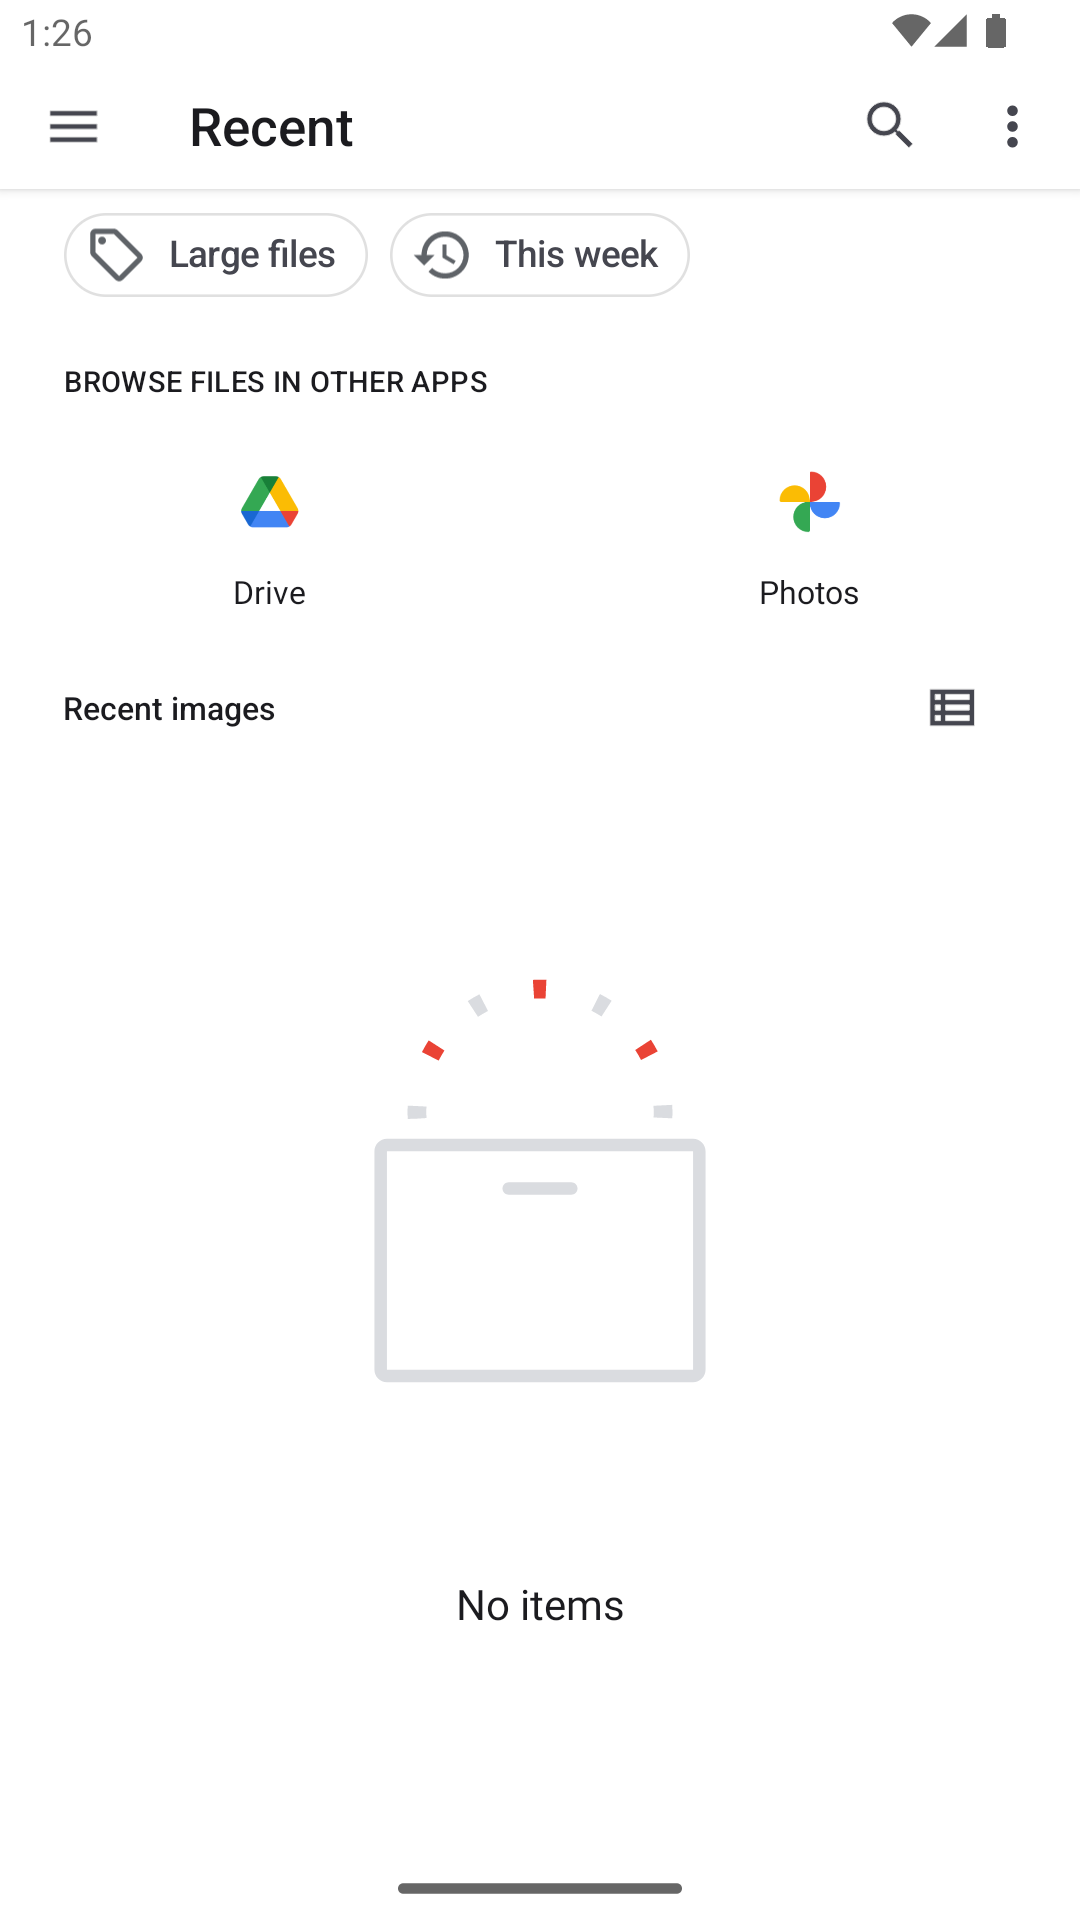 1:26
Recent
Large files
This week
BROWSE FILES IN OTHER APPS
Drive
Photos
Recent images
No items